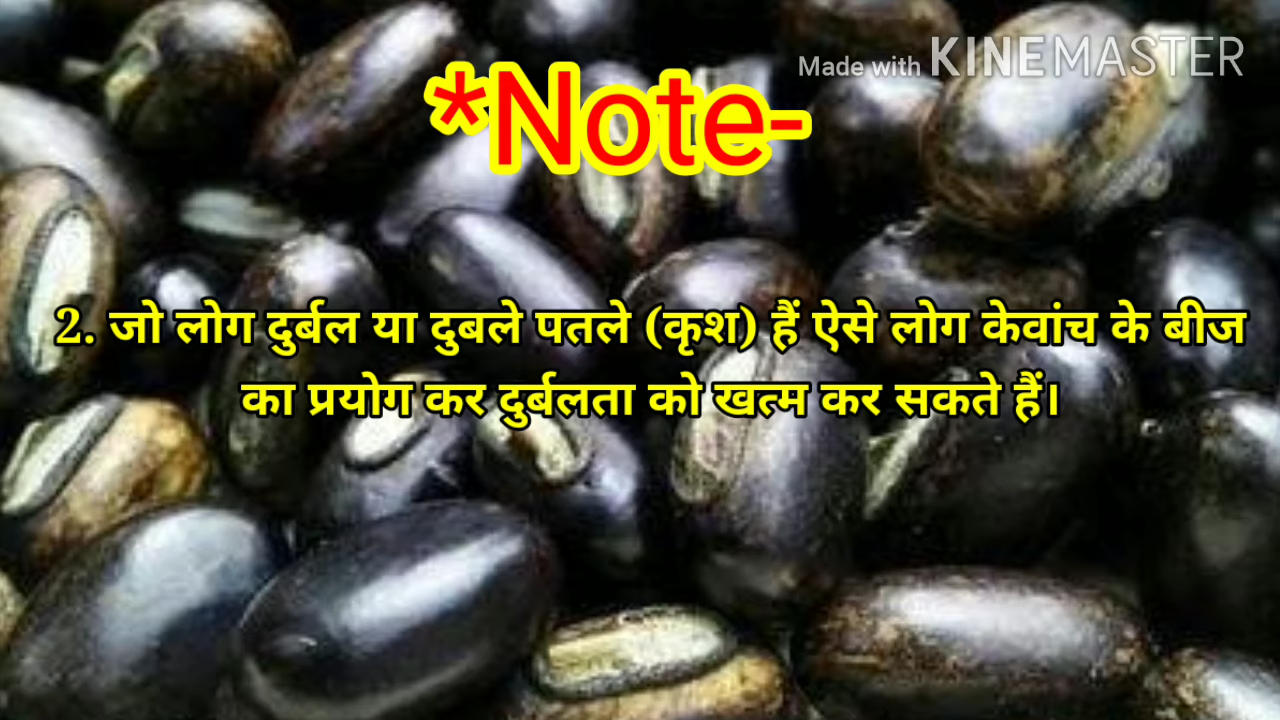 Made with KINEMASTER
*Note-
2. जो लोग दुर्बल या दुबले पतले (कृश) हैं ऐसे लोग केवांच के बीज
का प्रयोग कर दुर्बलता को खत्म कर सकते हैं।